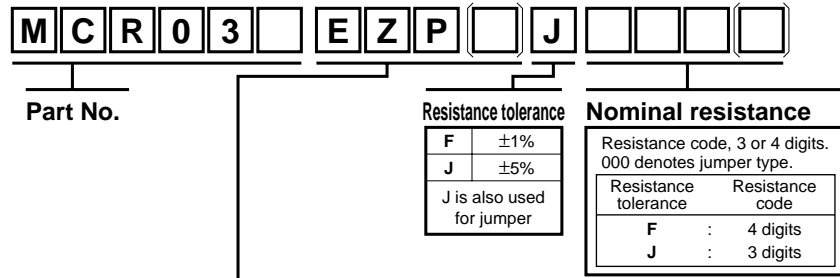 M C R 0 3 E Z P ( ) J ( )
Part No.
Resistance tolerance
F ±1%
J ±5%
J is also used
for jumper
Nominal resistance
Resistance code, 3 or 4 digits.
000 denotes jumper type.
Resistance tolerance Resistance code
F : 4 digits
J : 3 digits